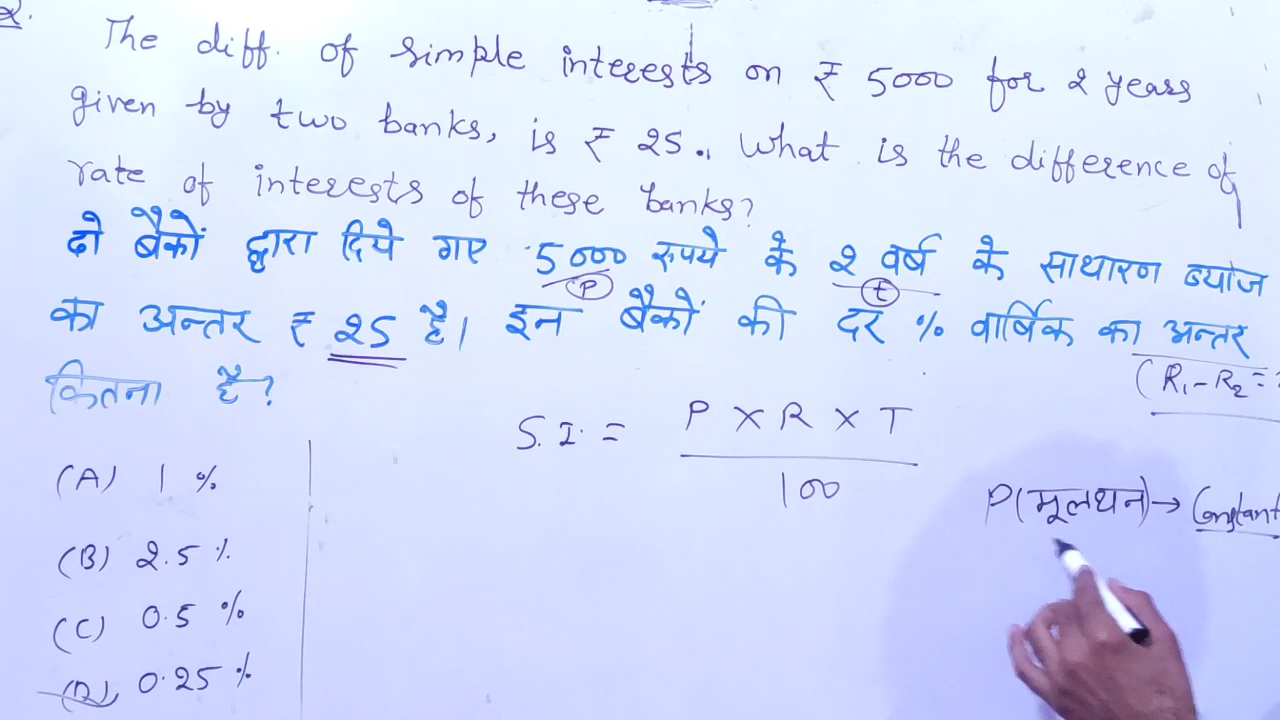 2.
The diff. of simple interests on ₹ 5000 for 2 years
given by two banks, is ₹ 25. What is the difference of
rate of interests of these banks?
दो बैकों द्वारा दिये गए 5000 रुपये के 2 वर्ष के साधारण ब्याज
(P) (t)
का अन्तर ₹ 25 है। इन बैकों की दर % वार्षिक का अन्तर
(R₁-R₂=?
कितना है?
S.I. = P X R X T
100
P(मूलधन)→ Constant
(A) 1 %
(B) 2.5 %
(C) 0.5 %
(D) 0.25 %